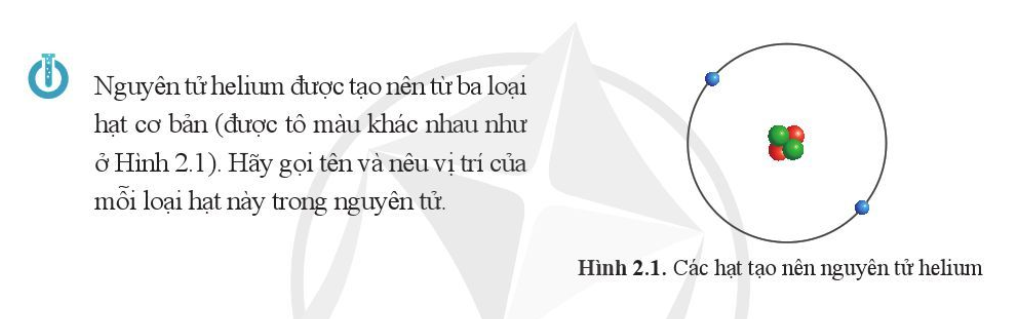 Nguyên tử helium được tạo nên từ ba loại
hạt cơ bản (được tô màu khác nhau như
ở Hình 2.1). Hãy gọi tên và nêu vị trí của
mỗi loại hạt này trong nguyên tử.
Hình 2.1. Các hạt tạo nên nguyên tử helium